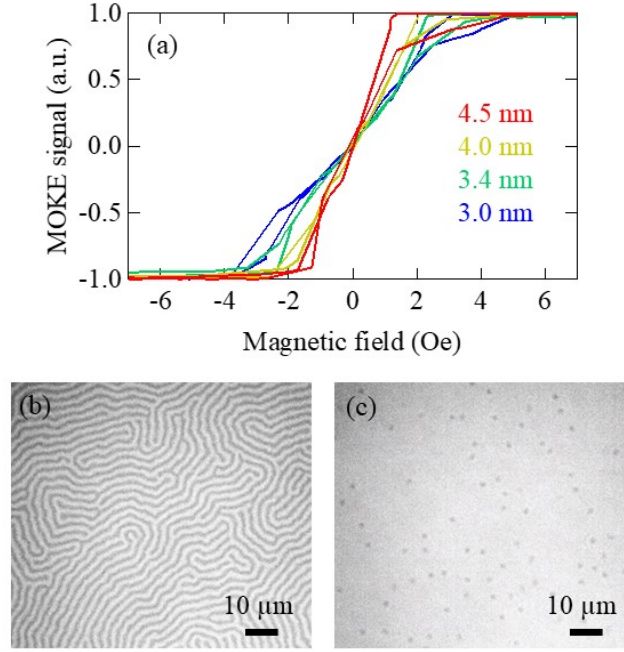 (a)
MOKE signal (a.u.)
1.0
0.5
0.0
-0.5
-1.0
4.5 nm
4.0 nm
3.4 nm
3.0 nm
-6 -4 -2 0 2 4 6
Magnetic field (Oe)
(b)
10 µm
(c)
10 µm